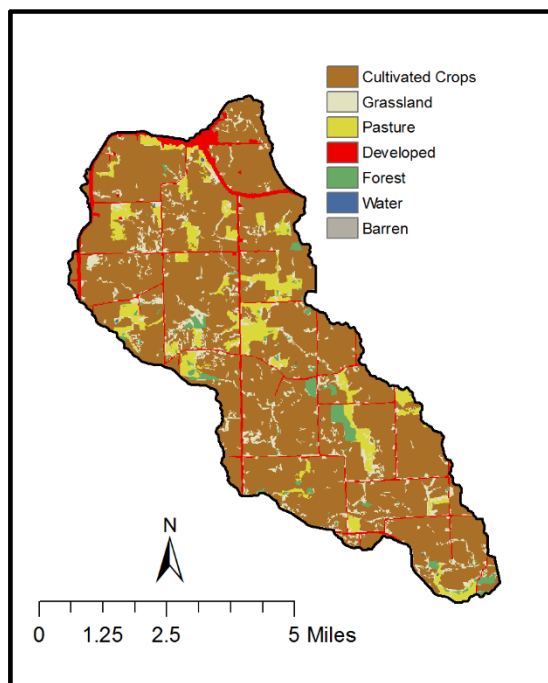 Cultivated Crops
Grassland
Pasture
Developed
Forest
Water
Barren
N
0 1.25 2.5 5 Miles